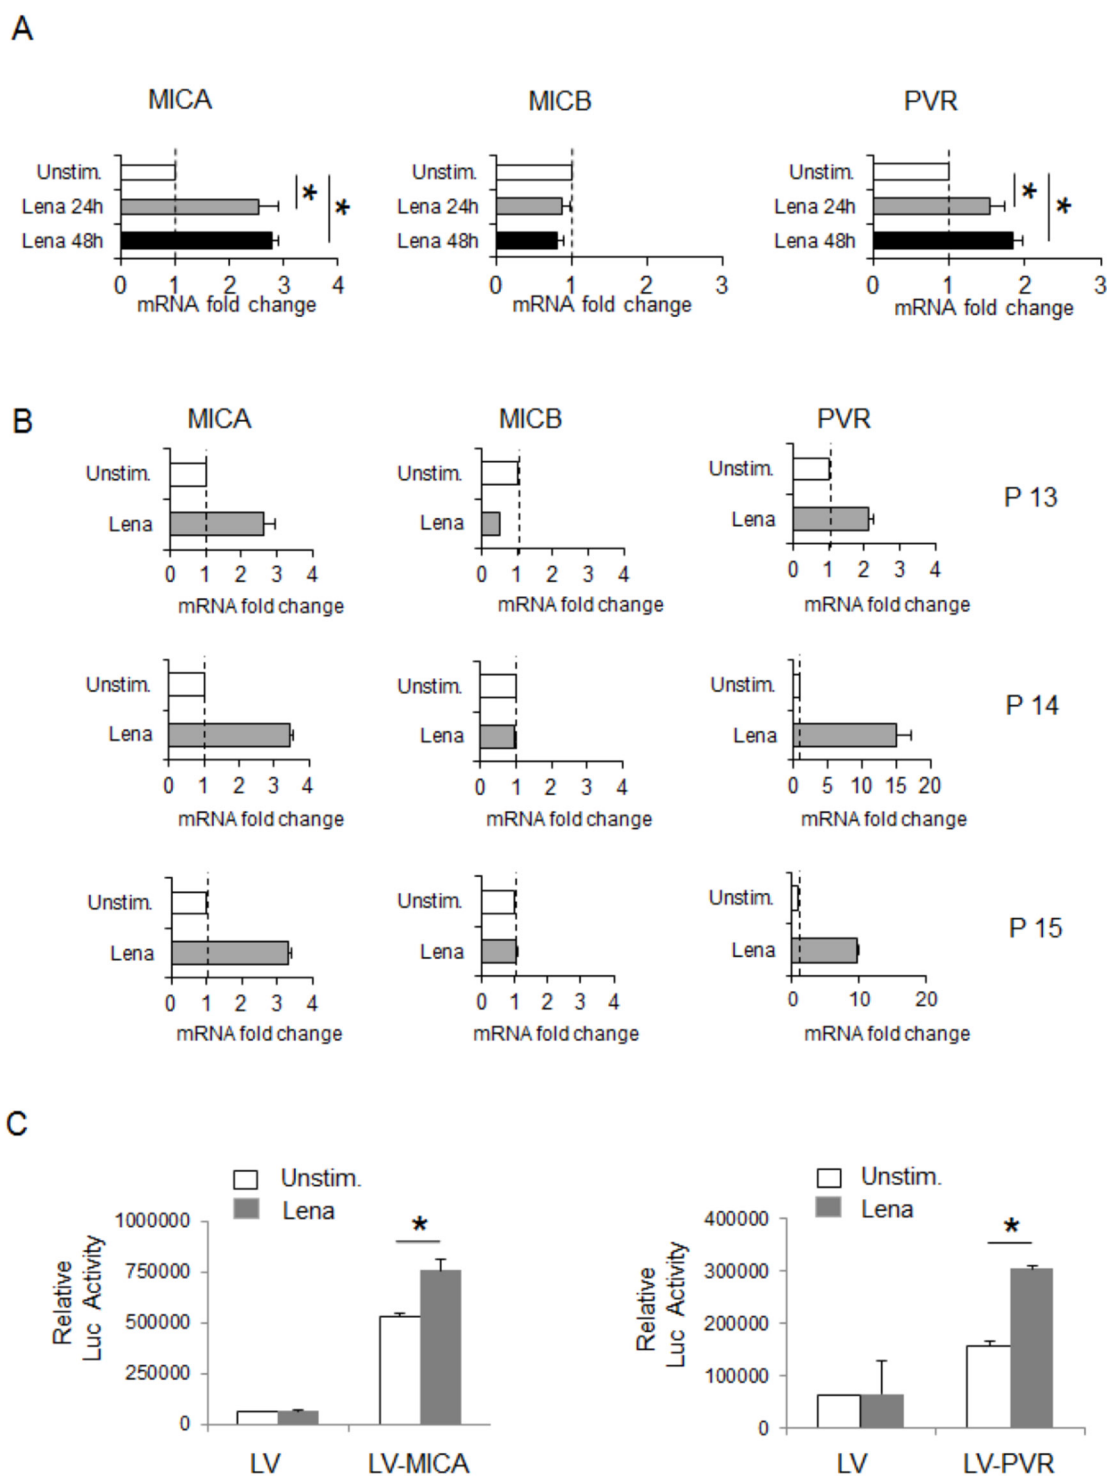 A
MICA
MICB
PVR
Unstim.
Lena 24h
Lena 48h
*
*
0 1 2 3 4
mRNA fold change
Unstim.
Lena 24h
Lena 48h
0 1 2 3
mRNA fold change
Unstim.
Lena 24h
Lena 48h
*
*
0 1 2 3
mRNA fold change
B
MICA
MICB
PVR
Unstim.
Lena
0 1 2 3 4
mRNA fold change
Unstim.
Lena
0 1 2 3 4
mRNA fold change
Unstim.
Lena
0 1 2 3 4
mRNA fold change
P 13
Unstim.
Lena
0 1 2 3 4
mRNA fold change
Unstim.
Lena
0 1 2 3 4
mRNA fold change
Unstim.
Lena
0 5 10 15 20
mRNA fold change
P 14
Unstim.
Lena
0 1 2 3 4
mRNA fold change
Unstim.
Lena
0 1 2 3 4
mRNA fold change
Unstim.
Lena
0 10 20
mRNA fold change
P 15
C
Unstim.
Lena
Relative
Luc Activity
1000000
750000
500000
250000
0
*
LV LV-MICA
Unstim.
Lena
Relative
Luc Activity
400000
300000
200000
100000
0
*
LV LV-PVR